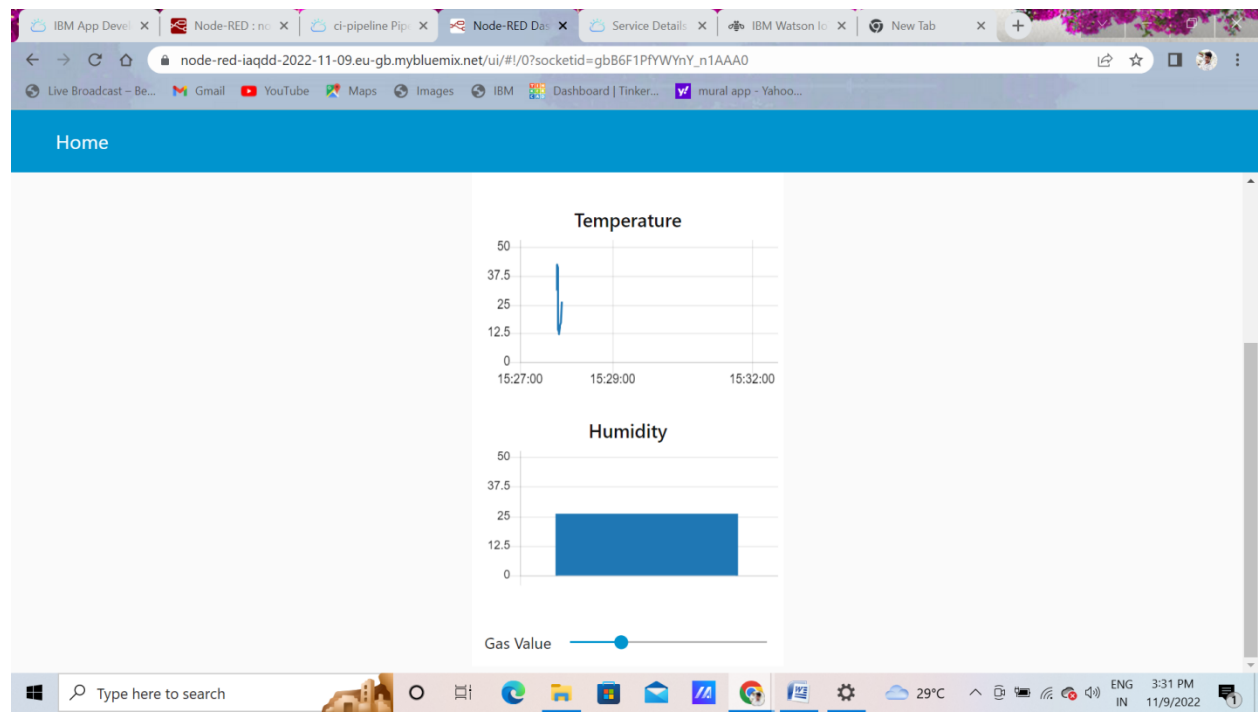 IBM App Devel Node-RED : no ci-pipeline Pip Node-RED Das Service Details IBM Watson Io New Tab
node-red-iaqdd-2022-11-09.eu-gb.mybluemix.net/ui/#!/0?socketid=gbB6F1PfYWYnY_n1AAA0
Live Broadcast – Be... Gmail YouTube Maps Images IBM Dashboard | Tinker... mural app - Yahoo...
Home
Temperature
50
37.5
25
12.5
0
15:27:00 15:29:00 15:32:00
Humidity
50
37.5
25
12.5
0
Gas Value
Type here to search 29°C ENG 3:31 PM
IN 11/9/2022
1